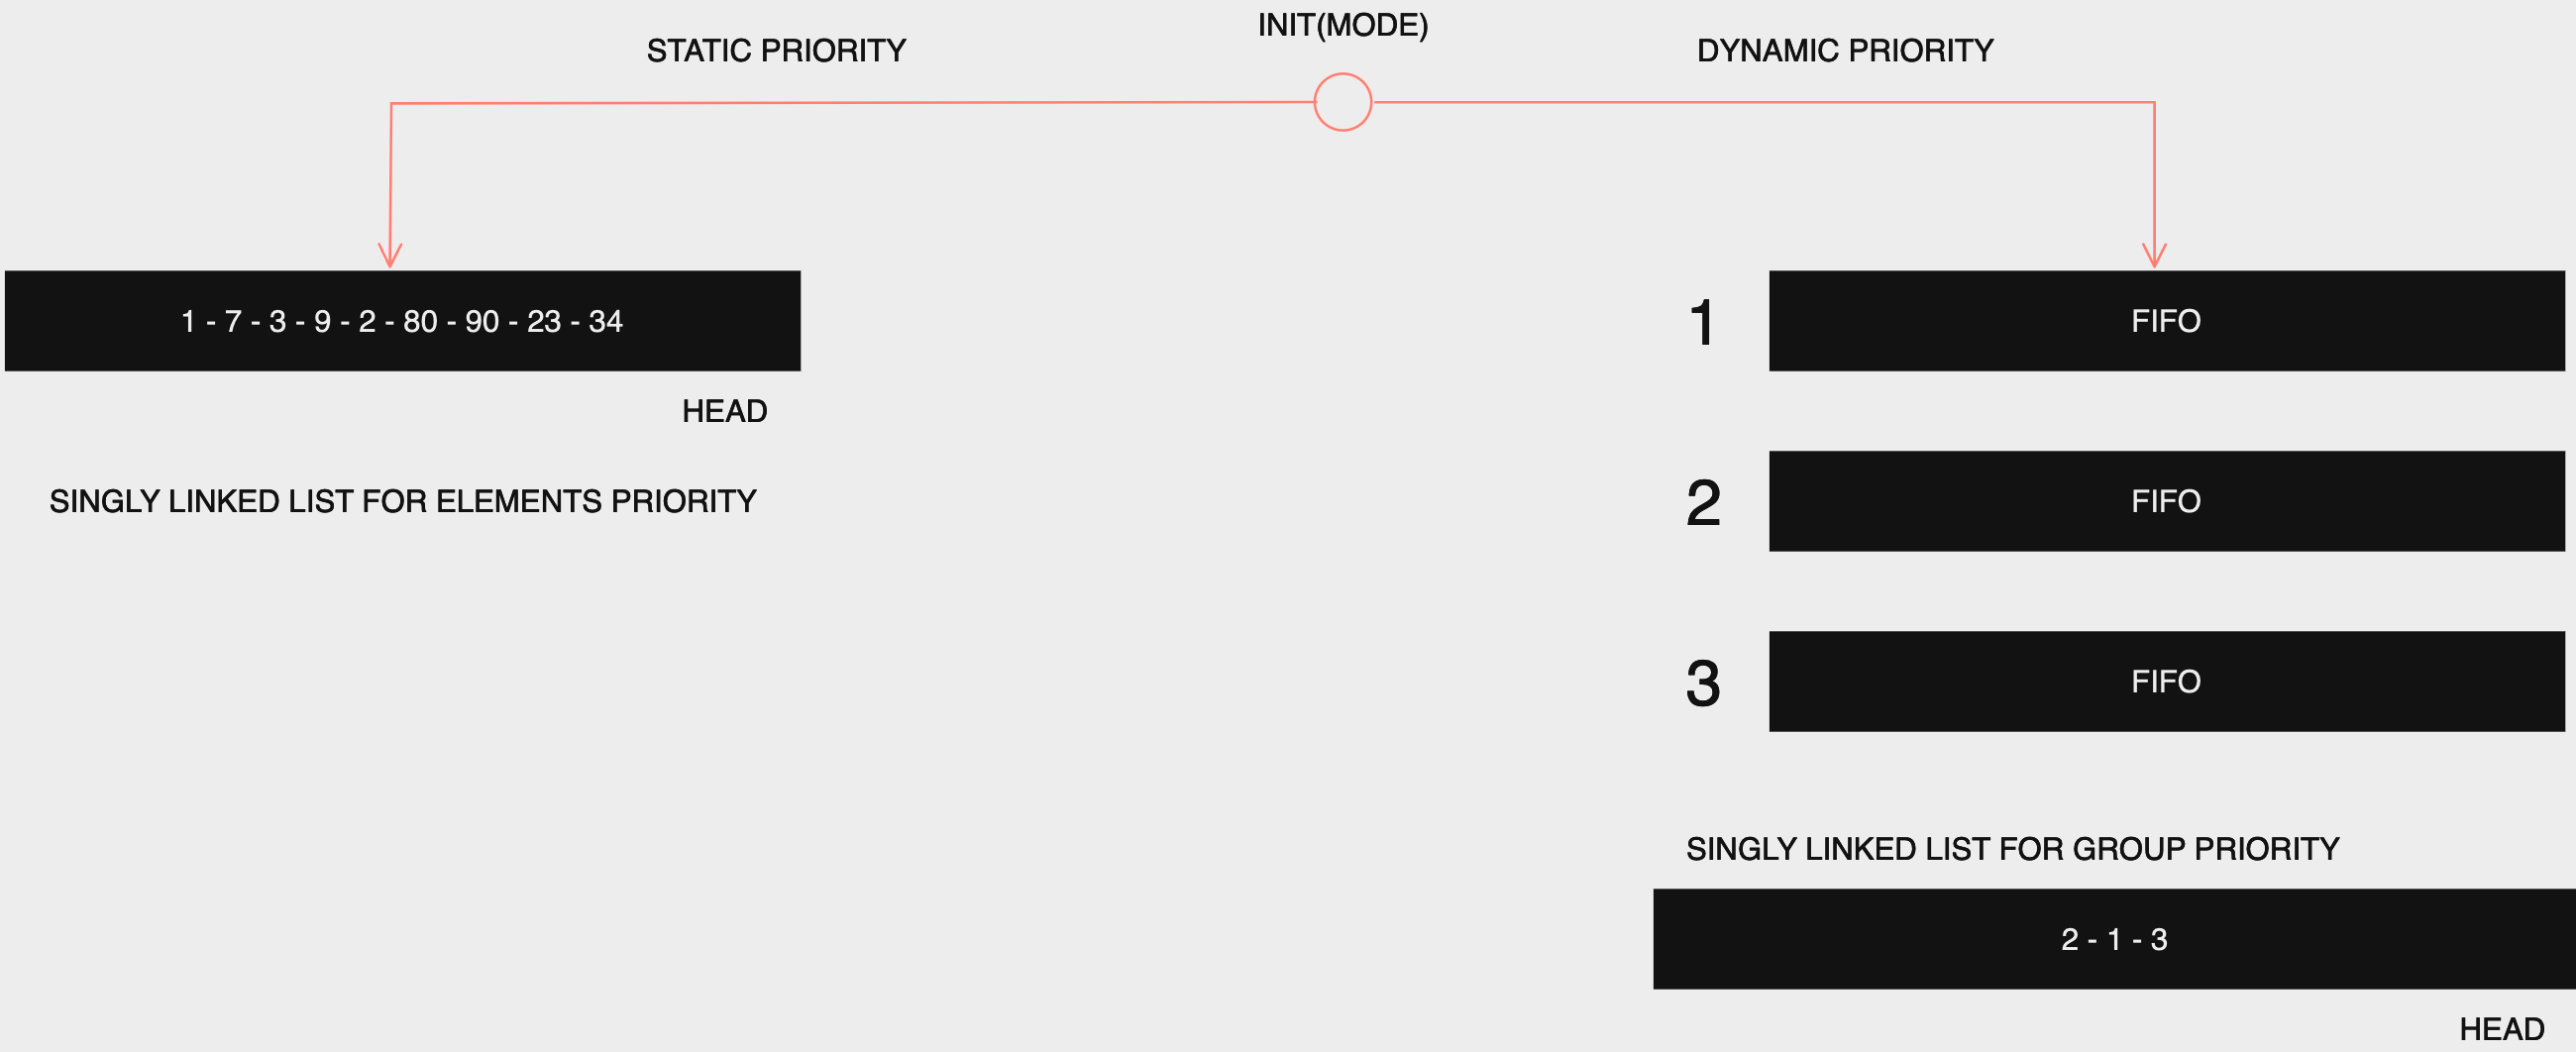 INIT(MODE)
STATIC PRIORITY
DYNAMIC PRIORITY
1 - 7 - 3 - 9 - 2 - 80 - 90 - 23 - 34
HEAD
SINGLY LINKED LIST FOR ELEMENTS PRIORITY
1
FIFO
2
FIFO
3
FIFO
SINGLY LINKED LIST FOR GROUP PRIORITY
2 - 1 - 3
HEAD